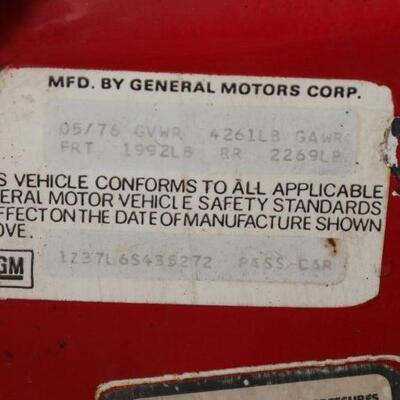 MFD. BY GENERAL MOTORS CORP.
05/76 GVWR 4261LB GAWR
FRT 1992LB RR 2269LB
S VEHICLE CONFORMS TO ALL APPLICABLE
ERAL MOTOR VEHICLE SAFETY STANDARDS
EFFECT ON THE DATE OF MANUFACTURE SHOWN
OVE.
GM
1Z37L6S435272 PASS CAR